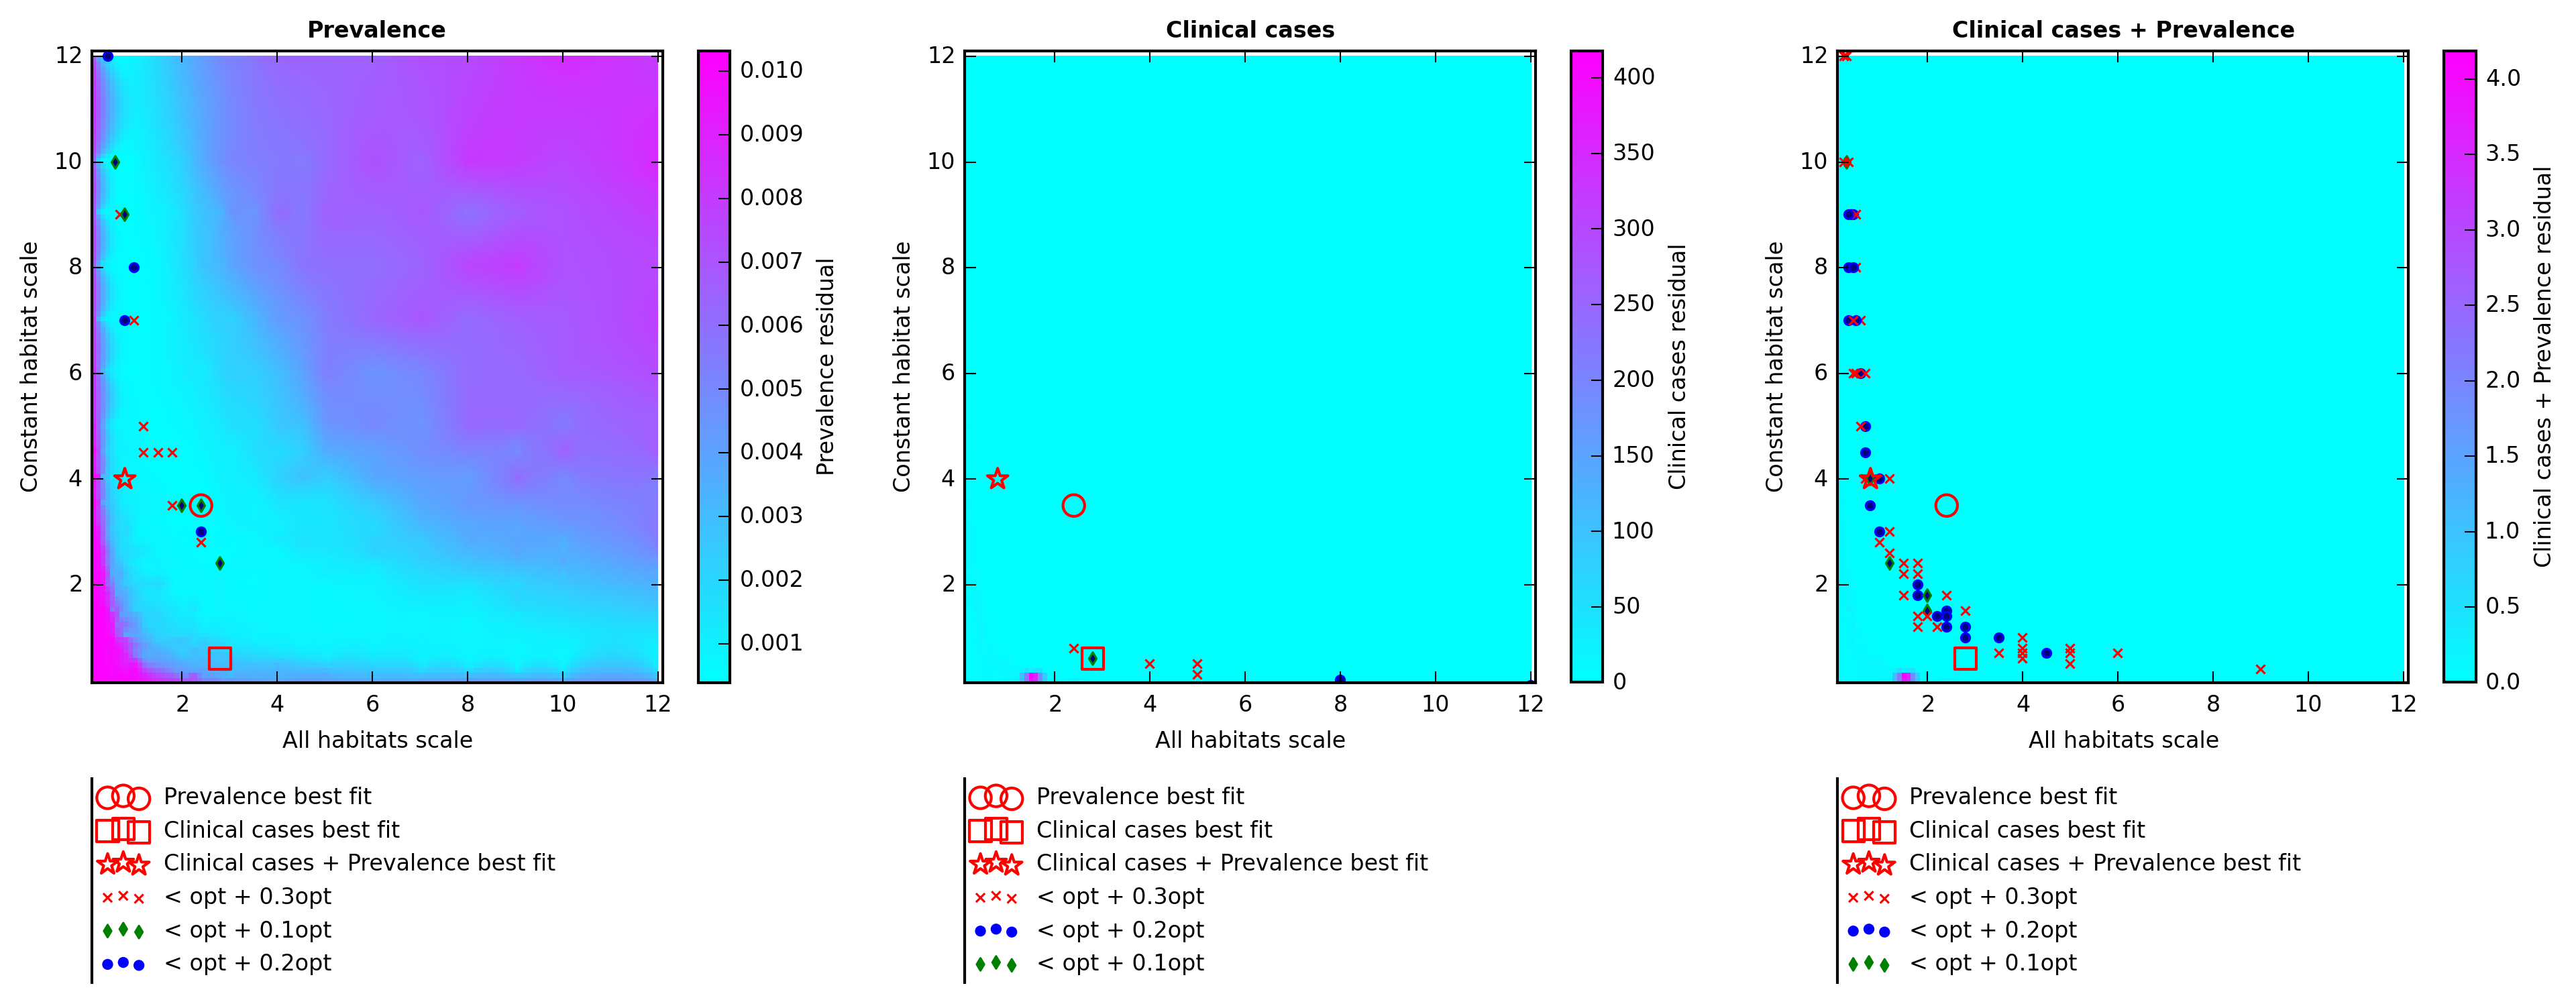 Prevalence
12
10
8
6
4
2
2
4
6
8
10
12
Constant habitat scale
All habitats scale
0.010
0.009
0.008
0.007
0.006
0.005
0.004
0.003
0.002
0.001
Prevalence residual
Prevalence best fit
Clinical cases best fit
Clinical cases + Prevalence best fit
< opt + 0.3opt
< opt + 0.1opt
< opt + 0.2opt
Clinical cases
12
10
8
6
4
2
2
4
6
8
10
12
Constant habitat scale
All habitats scale
400
350
300
250
200
150
100
50
0
Clinical cases residual
Prevalence best fit
Clinical cases best fit
Clinical cases + Prevalence best fit
< opt + 0.3opt
< opt + 0.2opt
< opt + 0.1opt
Clinical cases + Prevalence
12
10
8
6
4
2
2
4
6
8
10
12
Constant habitat scale
All habitats scale
4.0
3.5
3.0
2.5
2.0
1.5
1.0
0.5
0.0
Clinical cases + Prevalence residual
Prevalence best fit
Clinical cases best fit
Clinical cases + Prevalence best fit
< opt + 0.3opt
< opt + 0.2opt
< opt + 0.1opt